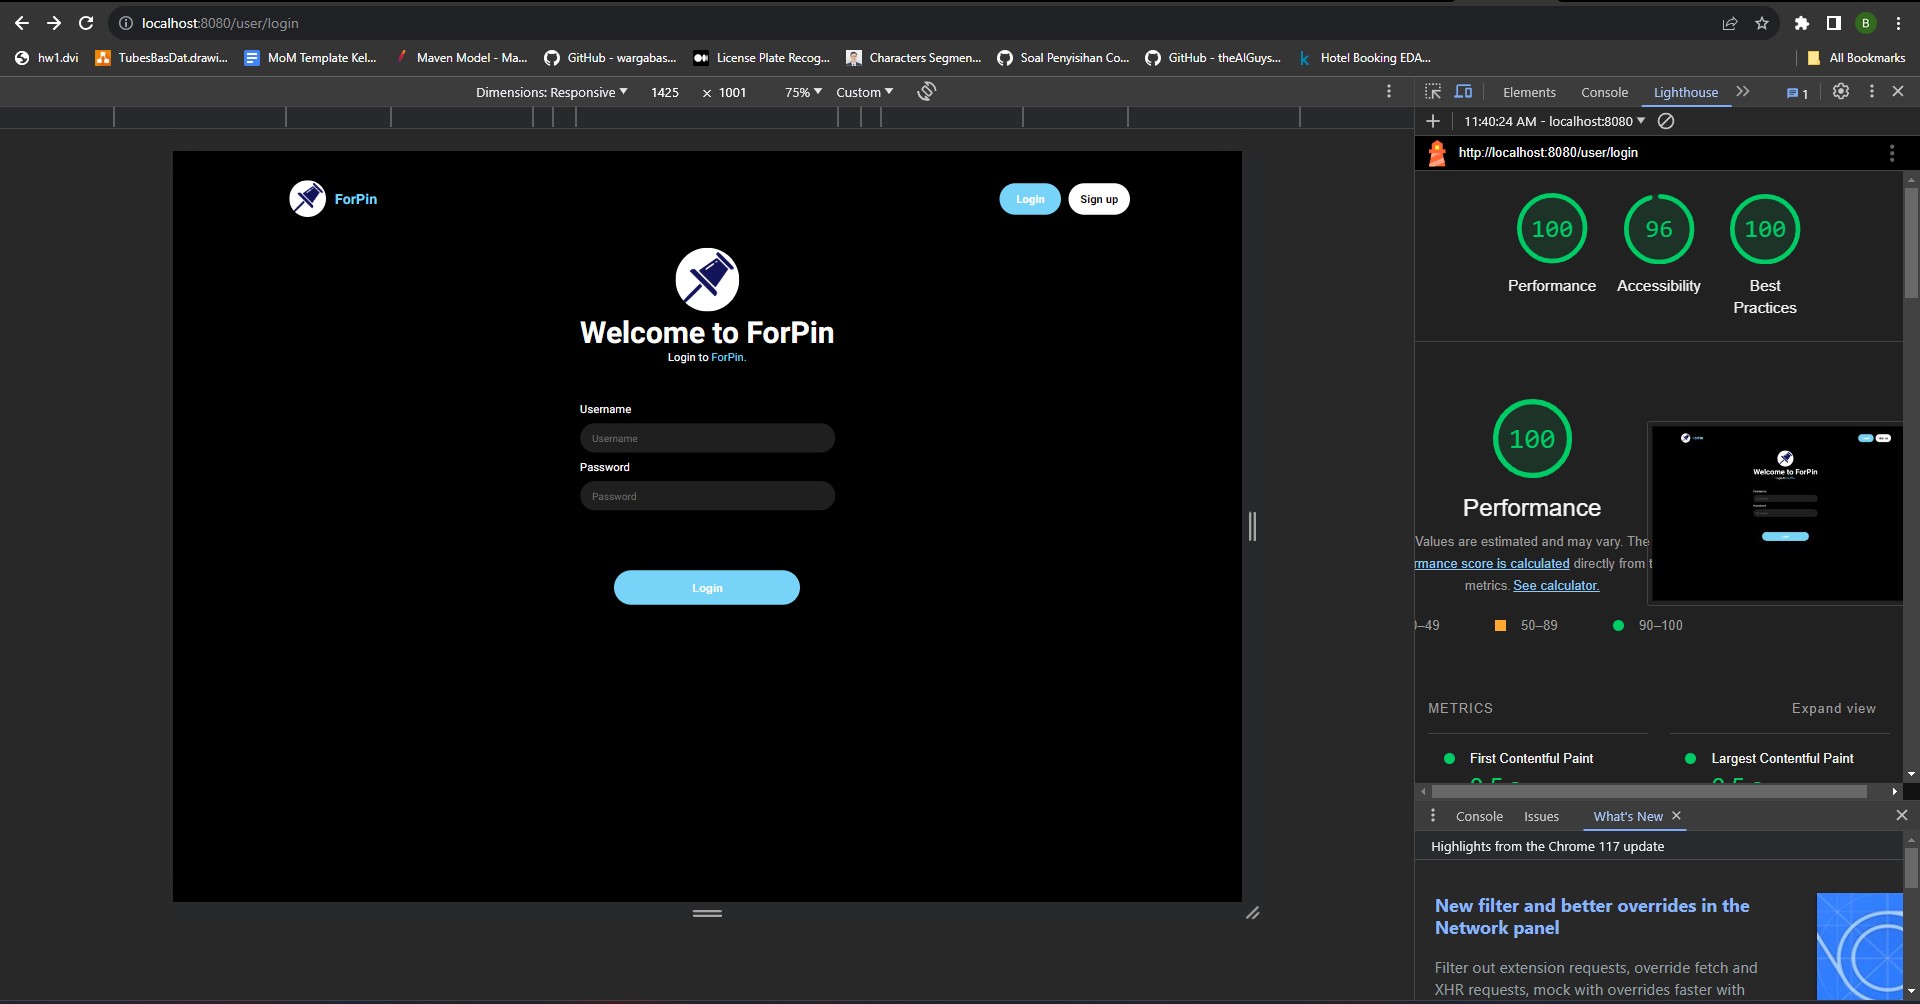 localhost:8080/user/login
B
hw1.dvi
TubesBasDat.drawi...
MoM Template Kel...
Maven Model - Ma...
GitHub - wargabas...
License Plate Recog...
Characters Segmen...
Soal Penyisihan Co...
GitHub - theAIGuys...
Hotel Booking EDA...
All Bookmarks
Dimensions: Responsive
1425 × 1001
75%
Custom
Elements
Console
Lighthouse
1
11:40:24 AM - localhost:8080
http://localhost:8080/user/login
ForPin
Login
Sign up
Welcome to ForPin
Login to ForPin.
Username
Username
Password
Password
Login
100
96
100
Performance
Accessibility
Best
Practices
100
Performance
Values are estimated and may vary. The
rmance score is calculated directly from t
metrics. See calculator.
–49
50–89
90–100
Welcome to ForPin
METRICS
Expand view
First Contentful Paint
Largest Contentful Paint
Console
Issues
What's New
Highlights from the Chrome 117 update
New filter and better overrides in the
Network panel
Filter out extension requests, override fetch and
XHR requests, mock with overrides faster with